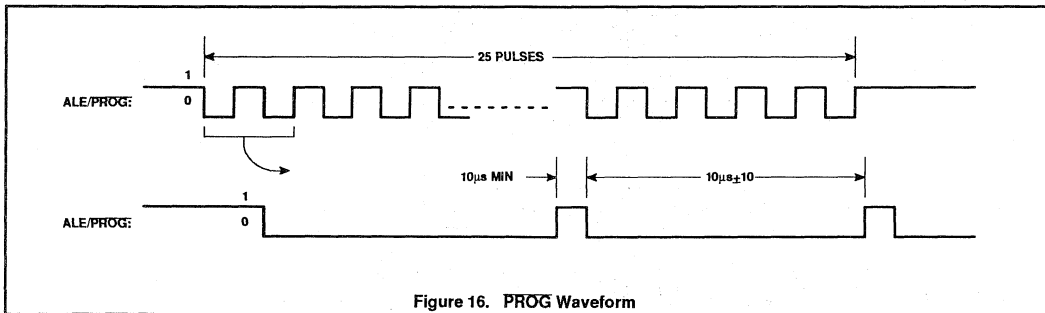 25 PULSES
1
ALE/PROG:
0
10µs MIN
10µs±10
1
ALE/PROG:
0
Figure 16. PROG Waveform